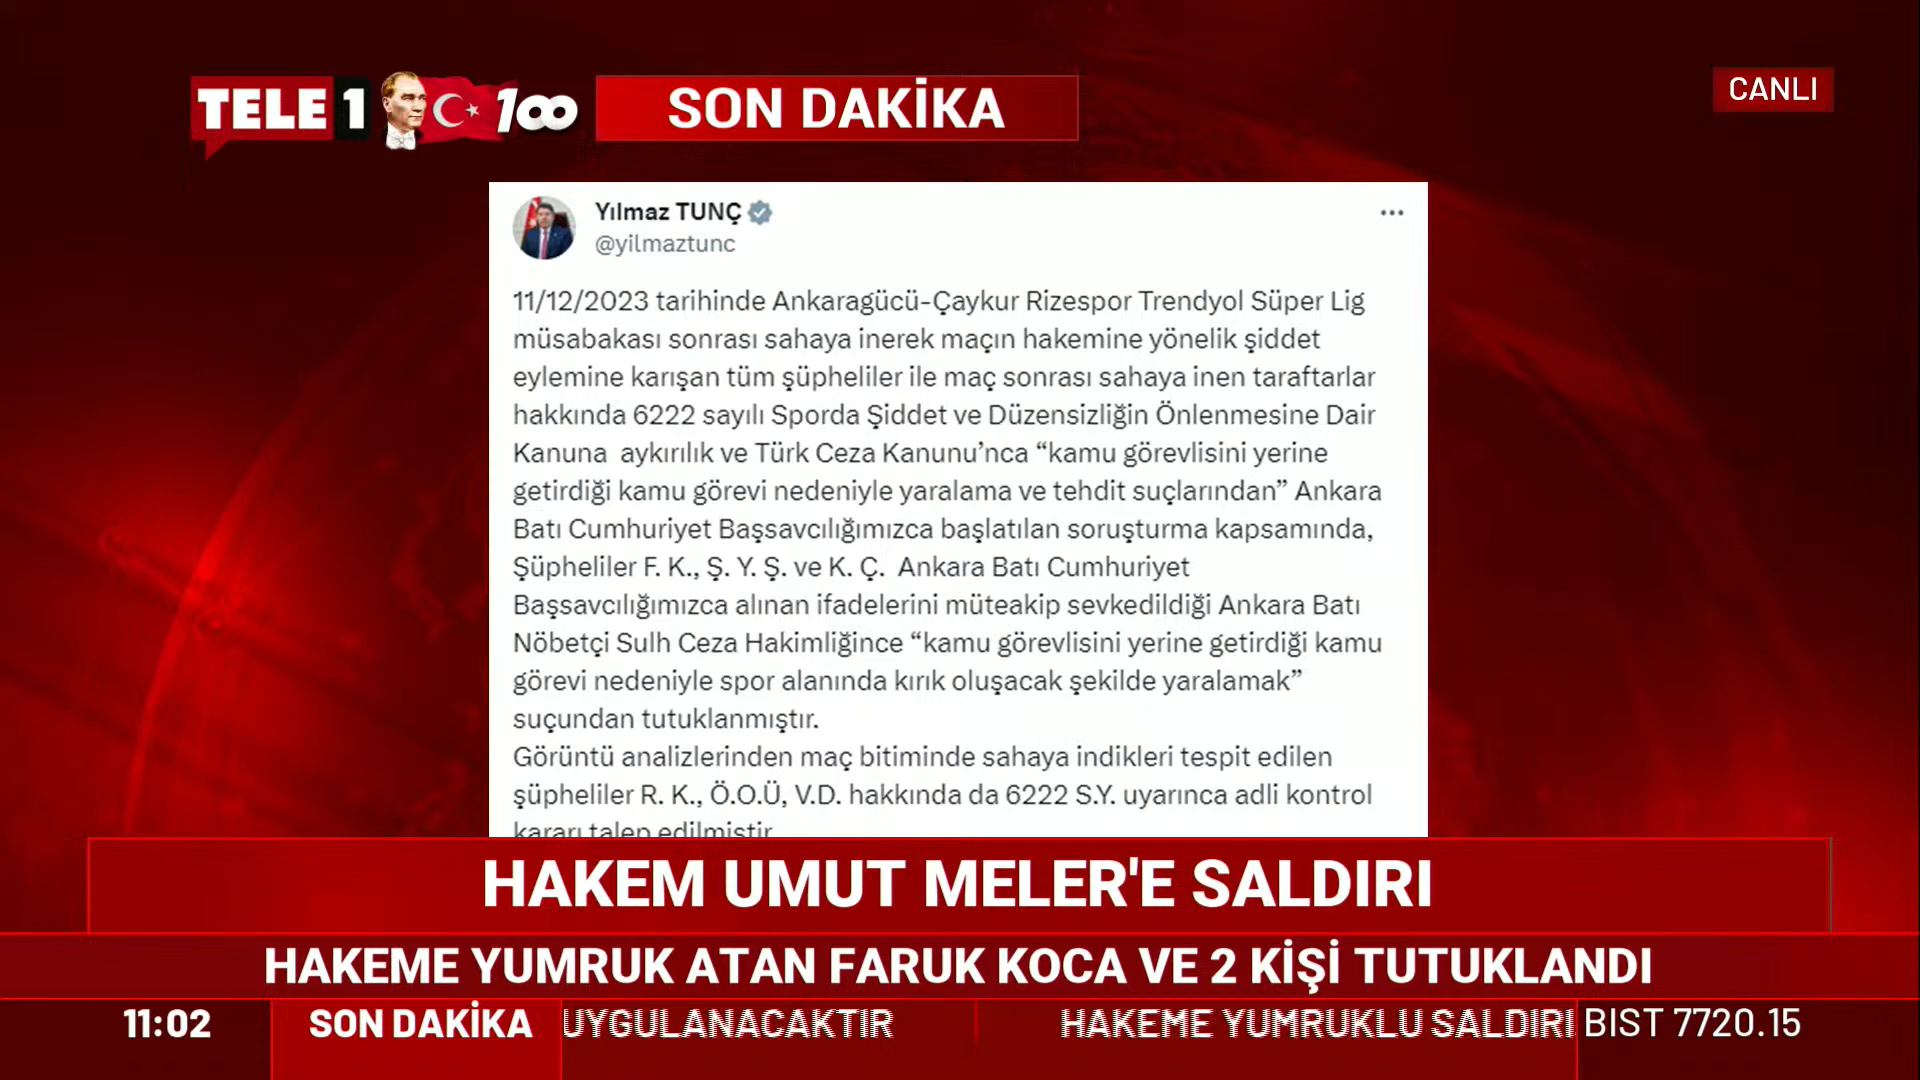 TELE 1
100
SON DAKİKA
CANLI
Yılmaz TUNÇ
@yilmaztunc
11/12/2023 tarihinde Ankaragücü-Çaykur Rizespor Trendyol Süper Lig
müsabakası sonrası sahaya inerek maçın hakemine yönelik şiddet
eylemine karışan tüm şüpheliler ile maç sonrası sahaya inen taraftarlar
hakkında 6222 sayılı Sporda Şiddet ve Düzensizliğin Önlenmesine Dair
Kanuna  aykırılık ve Türk Ceza Kanunu’nca “kamu görevlisini yerine
getirdiği kamu görevi nedeniyle yaralama ve tehdit suçlarından” Ankara
Batı Cumhuriyet Başsavcılığımızca başlatılan soruşturma kapsamında,
Şüpheliler F. K., Ş. Y. Ş. ve K. Ç.  Ankara Batı Cumhuriyet
Başsavcılığımızca alınan ifadelerini müteakip sevkedildiği Ankara Batı
Nöbetçi Sulh Ceza Hakimliğince “kamu görevlisini yerine getirdiği kamu
görevi nedeniyle spor alanında kırık oluşacak şekilde yaralamak”
suçundan tutuklanmıştır.
Görüntü analizlerinden maç bitiminde sahaya indikleri tespit edilen
şüpheliler R. K., Ö.O.Ü, V.D. hakkında da 6222 S.Y. uyarınca adli kontrol
kararı talep edilmiştir
HAKEM UMUT MELER'E SALDIRI
HAKEME YUMRUK ATAN FARUK KOCA VE 2 KİŞİ TUTUKLANDI
11:02
SON DAKİKA
UYGULANACAKTIR
HAKEME YUMRUKLU SALDIRI
BIST 7720.15